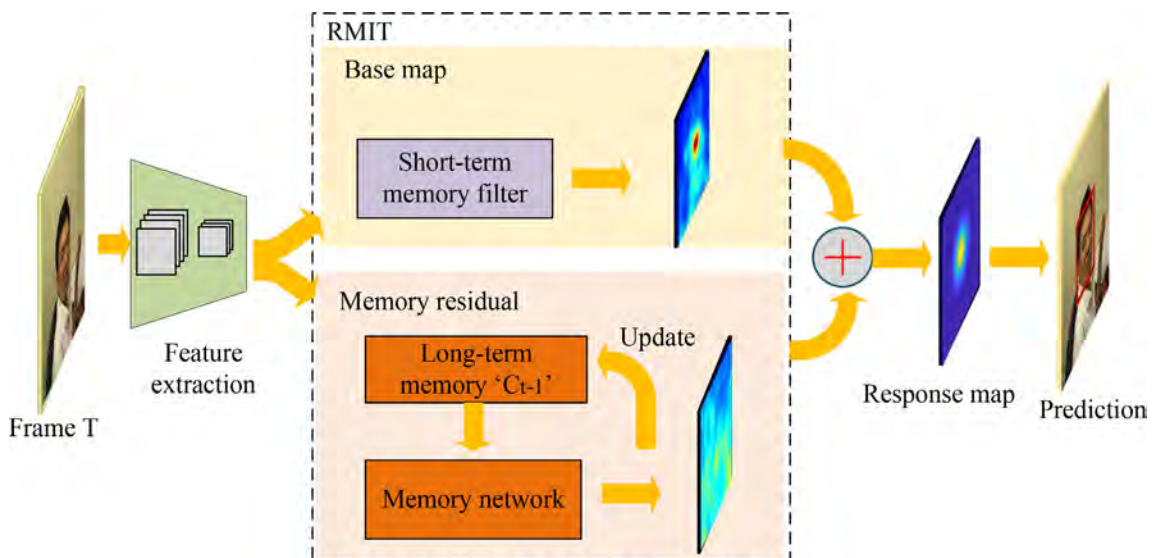 RMIT
Base map
Short-term
memory filter
Memory residual
Update
Long-term
memory ‘Ct-1’
Memory network
Feature
extraction
Frame T
Response map
Prediction